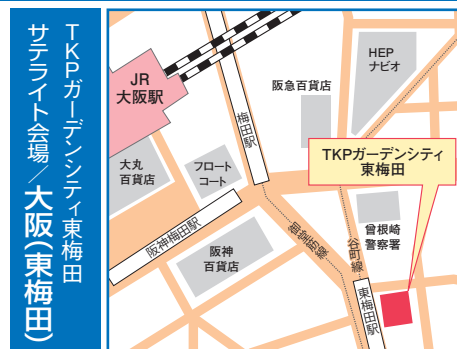 TKPガーデンシティ東梅田
サテライト会場／大阪(東梅田)
JR
大阪駅
梅田駅
阪急百貨店
HEP
ナビオ
大丸
百貨店
フロート
コート
TKPガーデンシティ
東梅田
阪神梅田駅
阪神
百貨店
御堂筋線
谷町線
曾根崎
警察署
東梅田駅